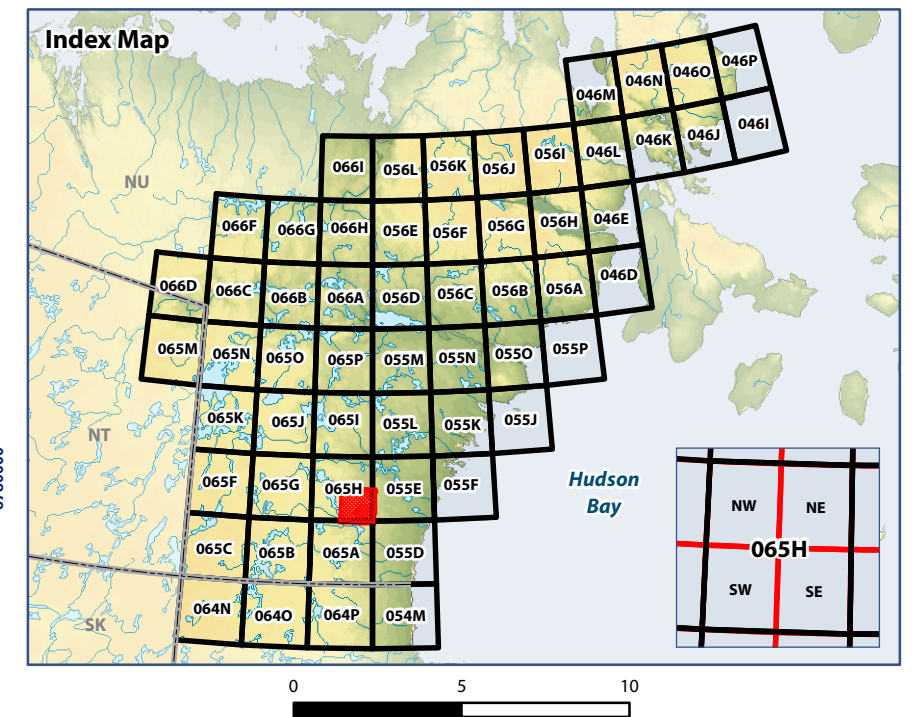 Index Map
046M 046N 046O 046P
066I 056L 056K 056J 056I 046L 046K 046J 046I
NU
066F 066G 066H 056E 056F 056G 056H 046E
066D 066C 066B 066A 056D 056C 056B 056A 046D
065M 065N 065O 065P 055M 055N 055O 055P
065K 065J 065I 055L 055K 055J
NT
065F 065G 065H 055E 055F
Hudson
Bay
065C 065B 065A 055D
064N 064O 064P 054M
SK
NW NE
065H
SW SE
0 5 10